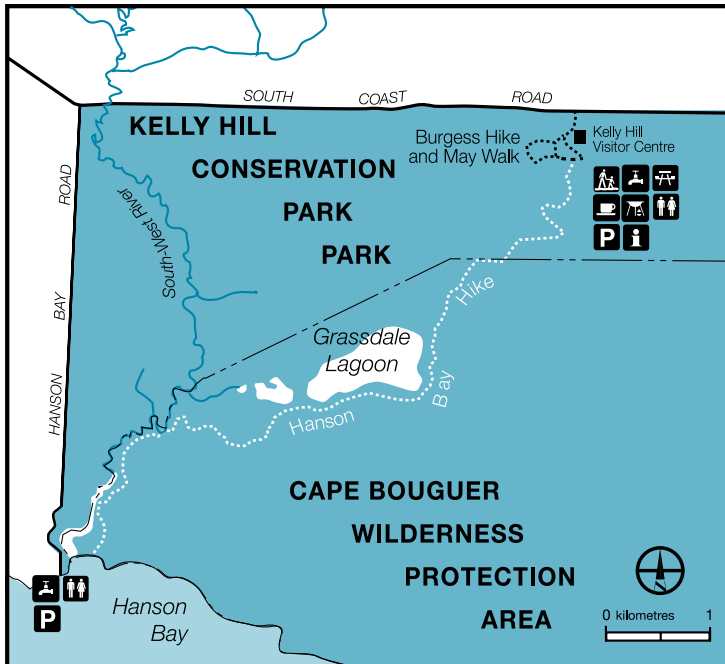 SOUTH COAST ROAD
KELLY HILL
CONSERVATION
PARK
PARK
Burgess Hike
and May Walk
Kelly Hill
Visitor Centre
P i
HANSON BAY ROAD
South-West River
Hanson Bay Hike
Grassdale
Lagoon
CAPE BOUGUER
WILDERNESS
PROTECTION
AREA
P
Hanson
Bay
0 kilometres 1